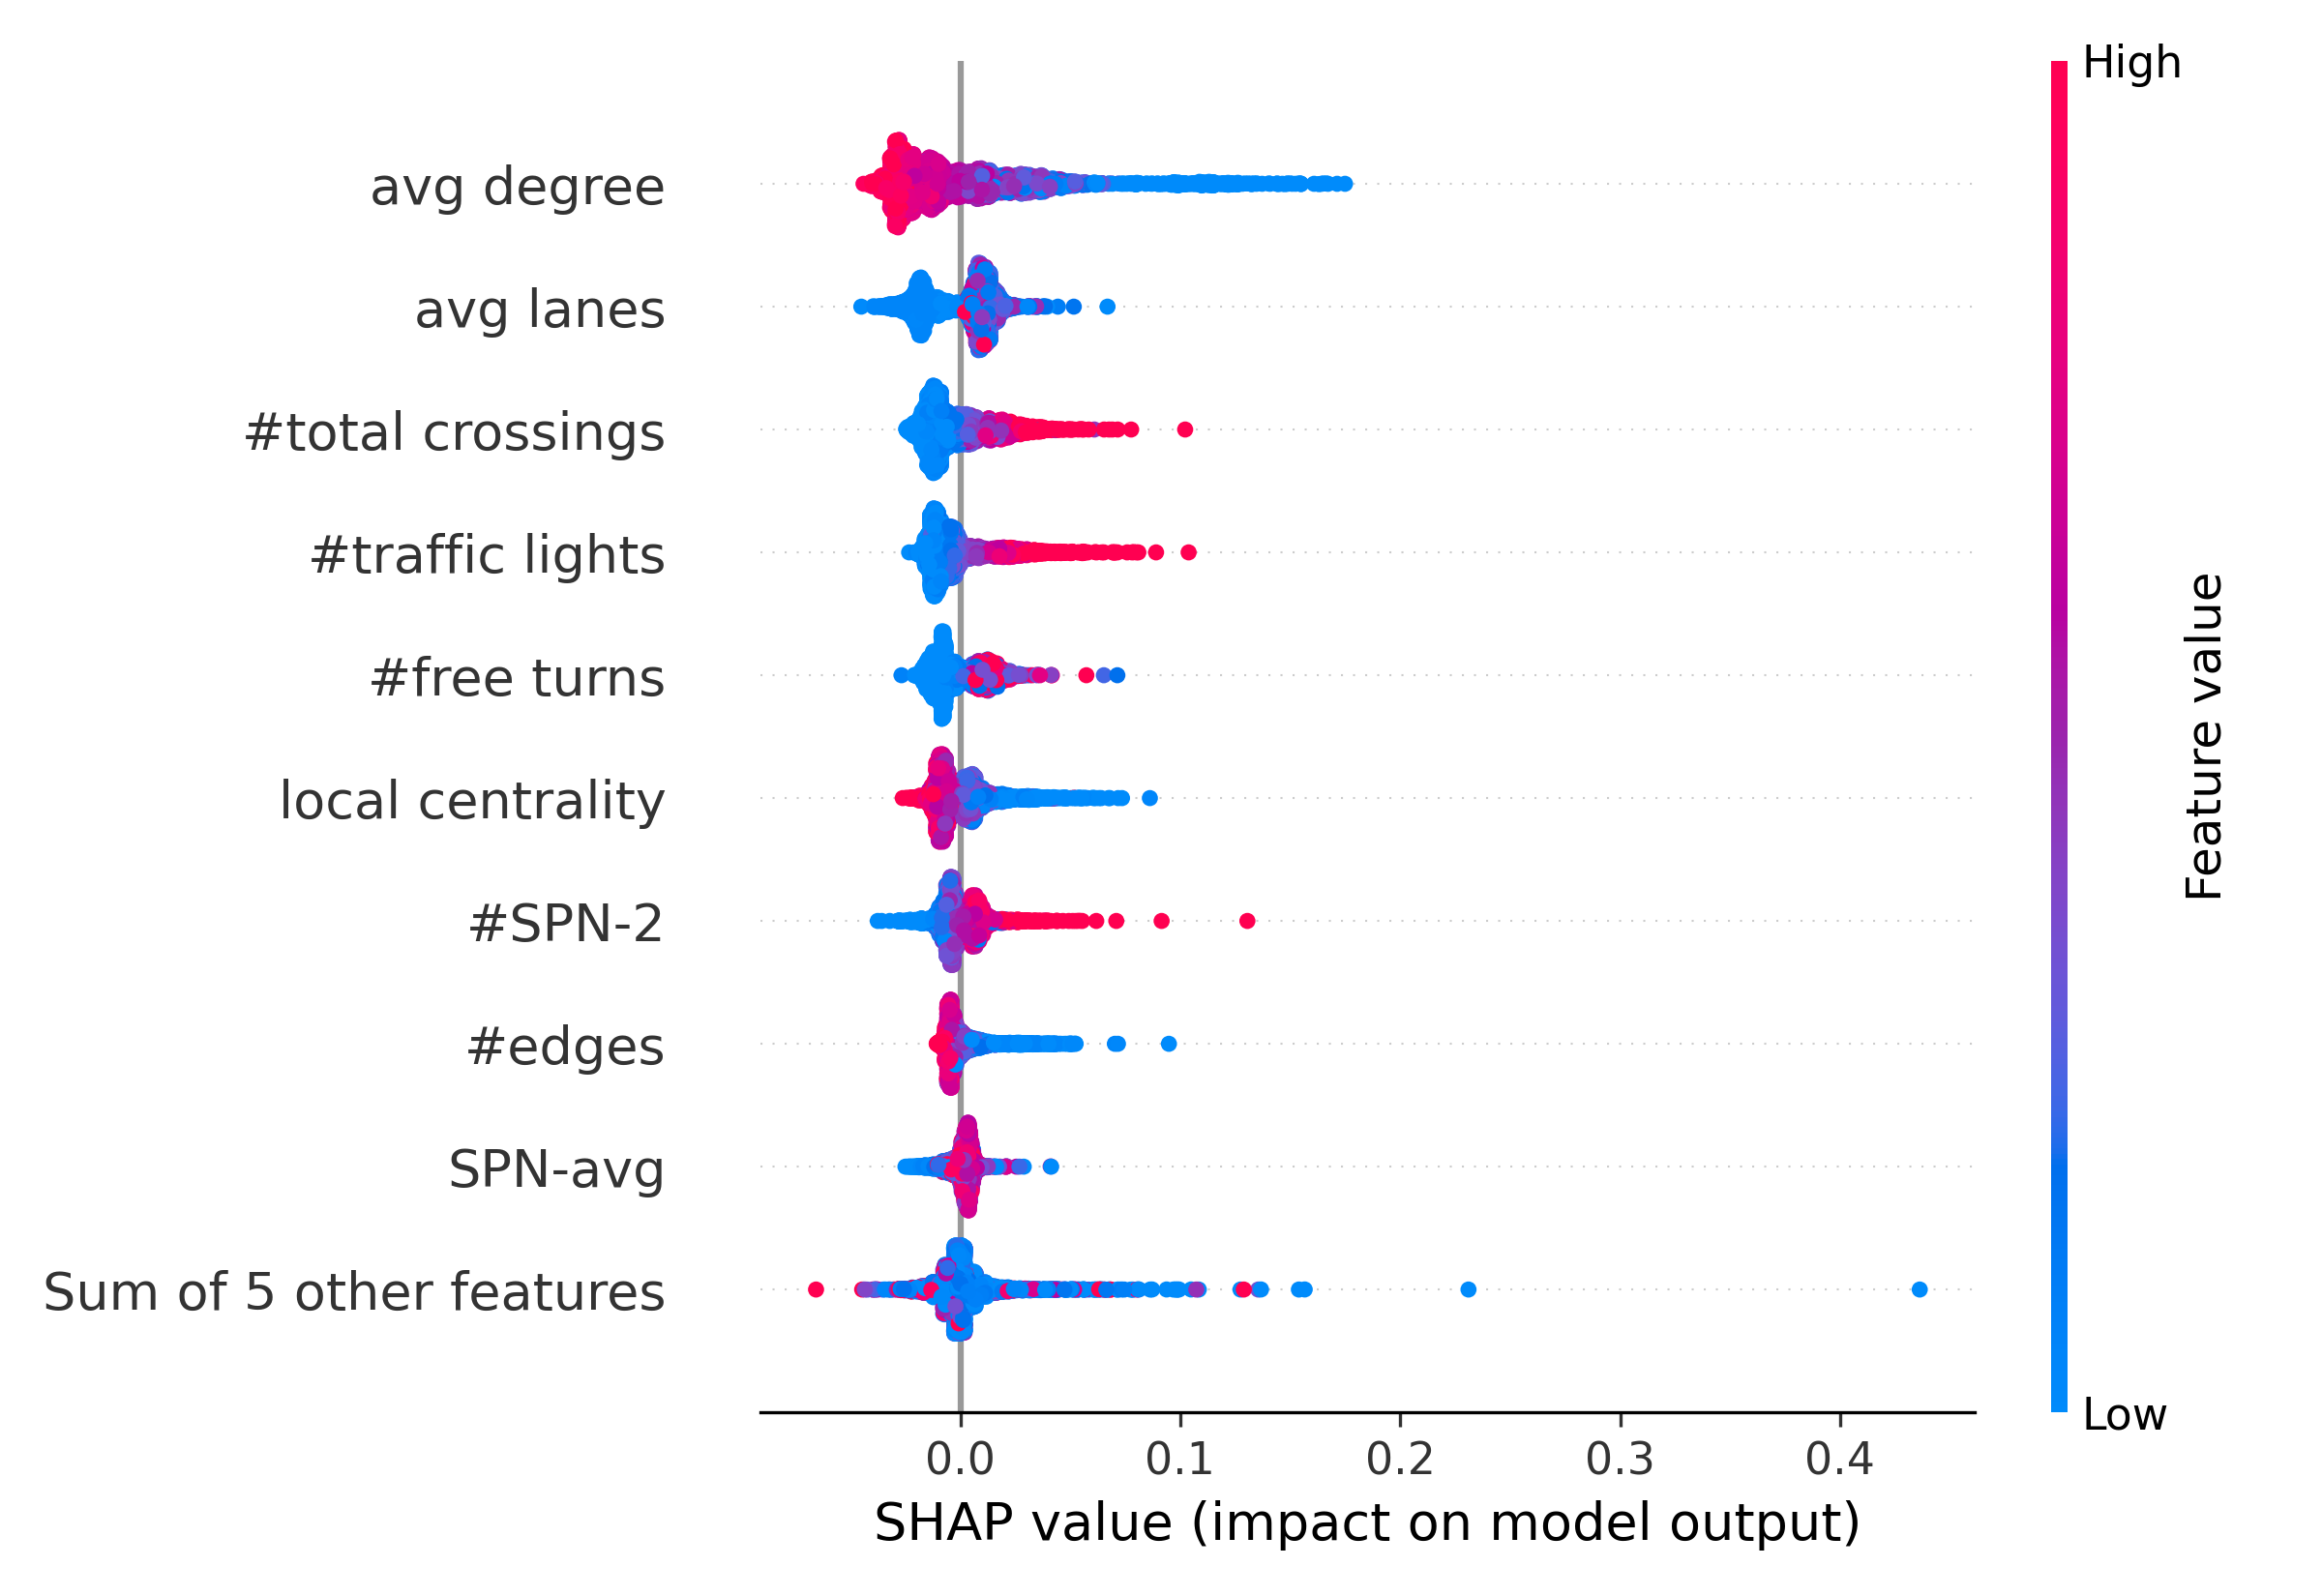 High
avg degree
avg lanes
#total crossings
#traffic lights
#free turns
local centrality
#SPN-2
#edges
SPN-avg
Sum of 5 other features
Feature value
Low
0.0 0.1 0.2 0.3 0.4
SHAP value (impact on model output)